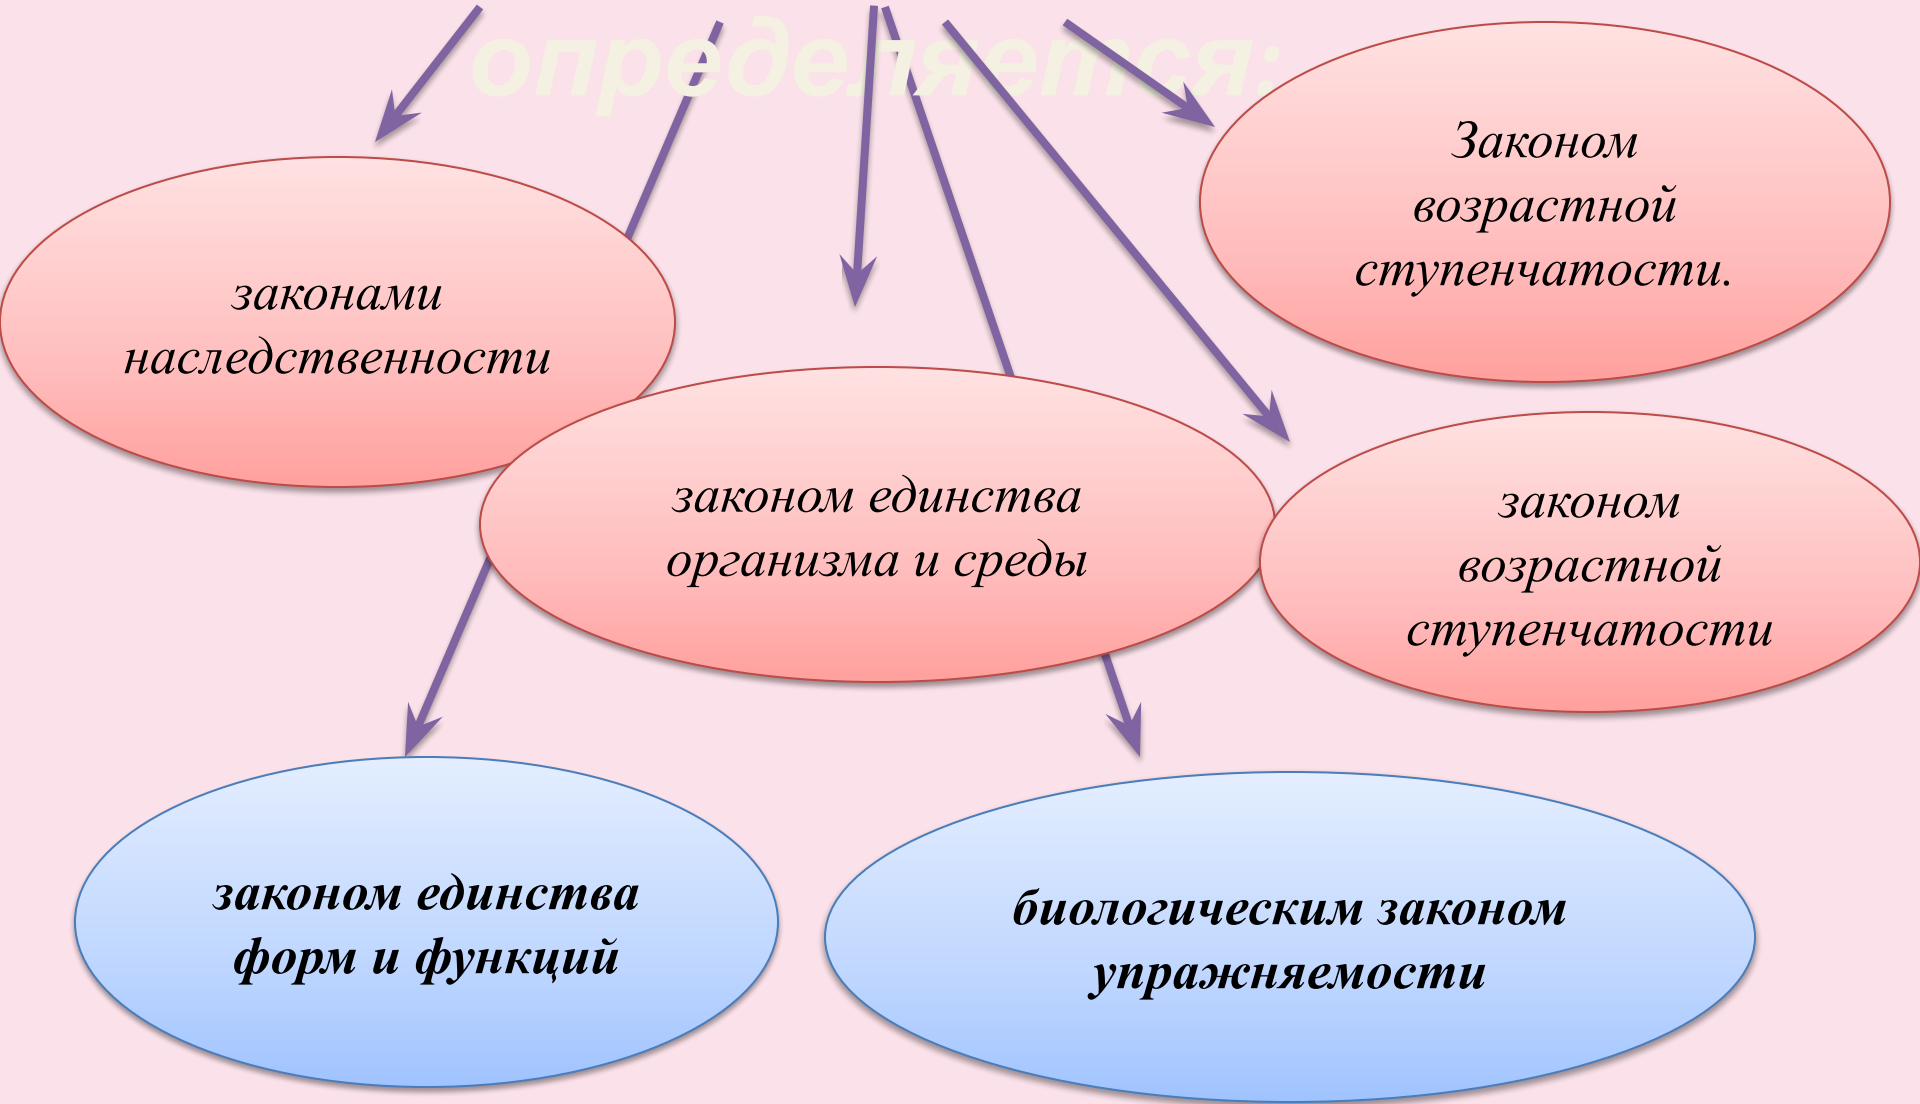 определяется:
Законом
возрастной
ступенчатости.
законами
наследственности
законом единства
организма и среды
законом
возрастной
ступенчатости
законом единства
форм и функций
биологическим законом
упражняемости